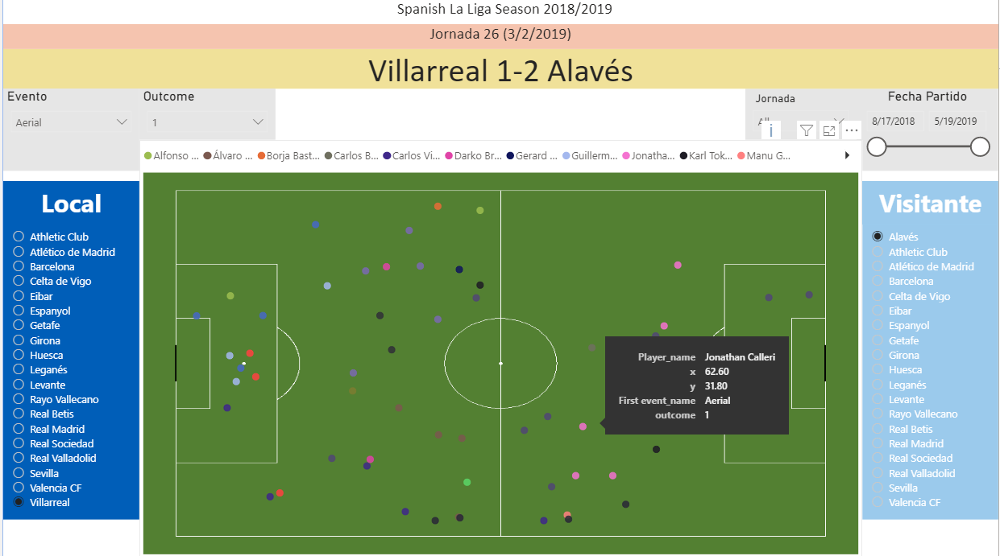 Spanish La Liga Season 2018/2019
Jornada 26 (3/2/2019)
Villarreal 1-2 Alavés
Evento
Outcome
Jornada
Fecha Partido
Aerial
1
8/17/2018
5/19/2019
Alfonso ... Álvaro ... Borja Bast... Carlos B... Carlos Vi... Darko Br... Gerard ... Guillerm... Jonatha... Karl Tok... Manu G...
Local
Athletic Club
Atlético de Madrid
Barcelona
Celta de Vigo
Eibar
Espanyol
Getafe
Girona
Huesca
Leganés
Levante
Rayo Vallecano
Real Betis
Real Madrid
Real Sociedad
Real Valladolid
Sevilla
Valencia CF
Villarreal
Player_name Jonathan Calleri
x 62.60
y 31.80
First event_name Aerial
outcome 1
Visitante
Alavés
Athletic Club
Atlético de Madrid
Barcelona
Celta de Vigo
Eibar
Espanyol
Getafe
Girona
Huesca
Leganés
Levante
Rayo Vallecano
Real Betis
Real Madrid
Real Sociedad
Real Valladolid
Sevilla
Valencia CF